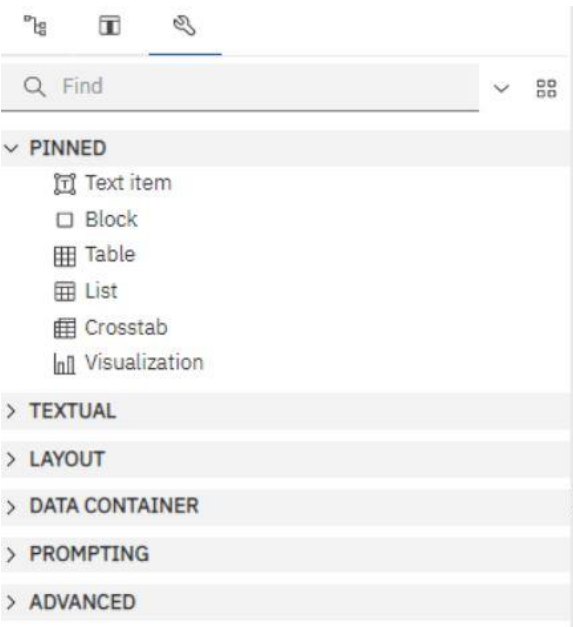 Find
PINNED
Text item
Block
Table
List
Crosstab
Visualization
TEXTUAL
LAYOUT
DATA CONTAINER
PROMPTING
ADVANCED